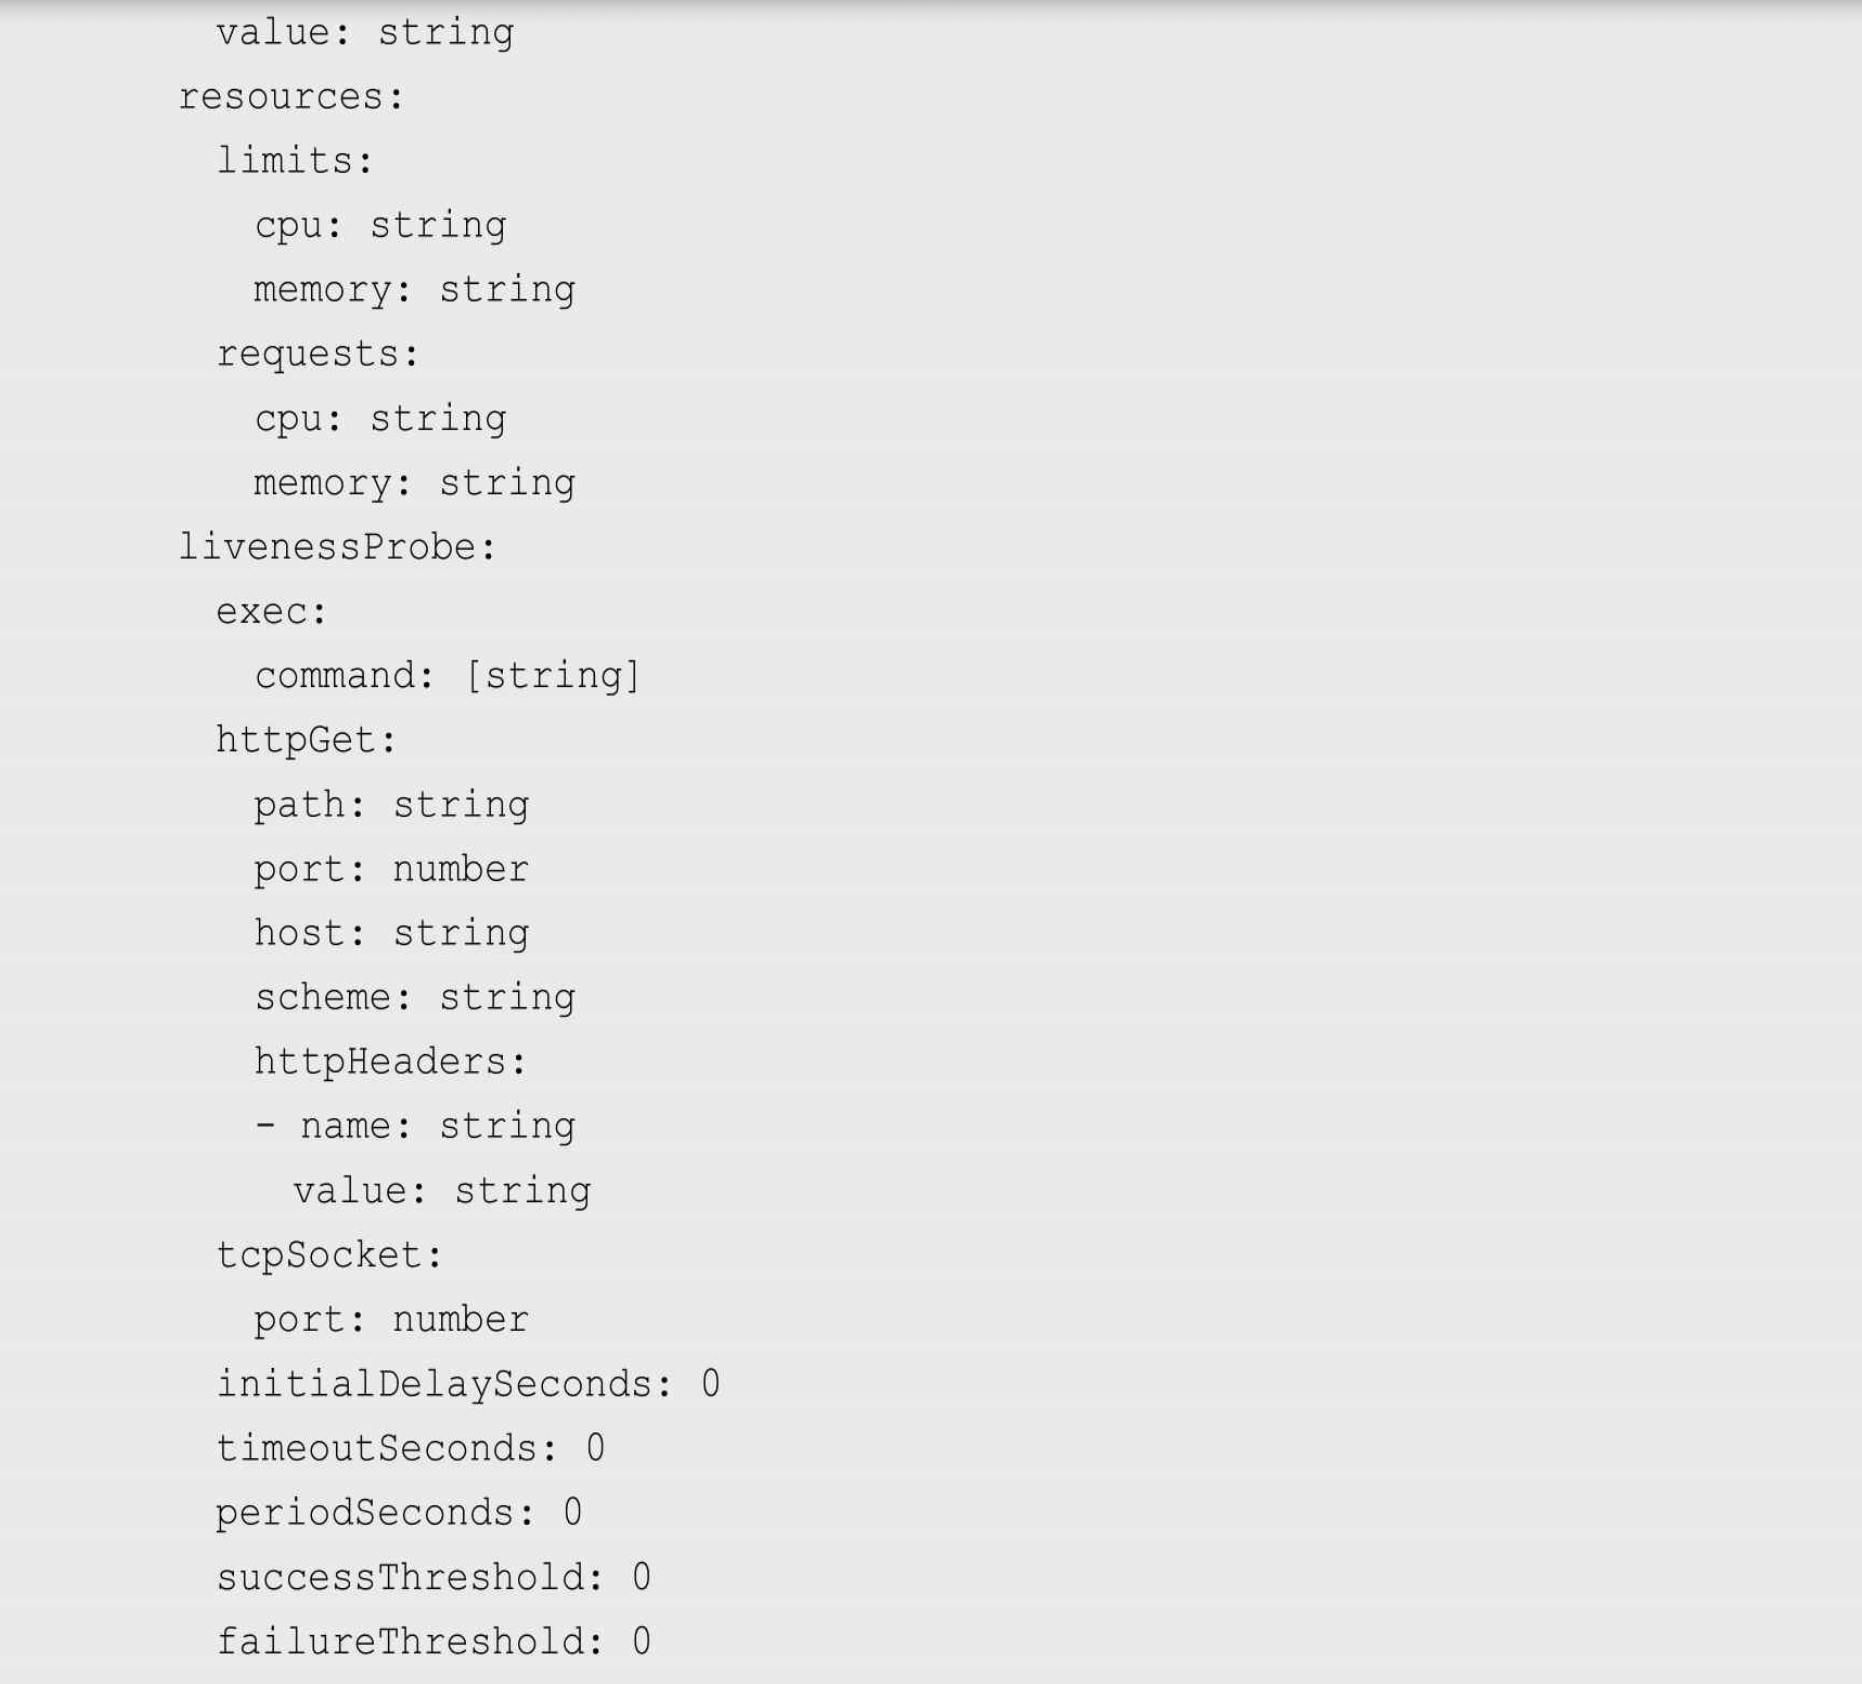 value: string
resources:
limits:
cpu: string
memory: string
requests:
cpu: string
memory: string
livenessProbe:
exec:
command: [string]
httpGet:
path: string
port: number
host: string
scheme: string
httpHeaders:
- name: string
value: string
tcpSocket:
port: number
initialDelaySeconds: 0
timeoutSeconds: 0
periodSeconds: 0
successThreshold: 0
failureThreshold: 0